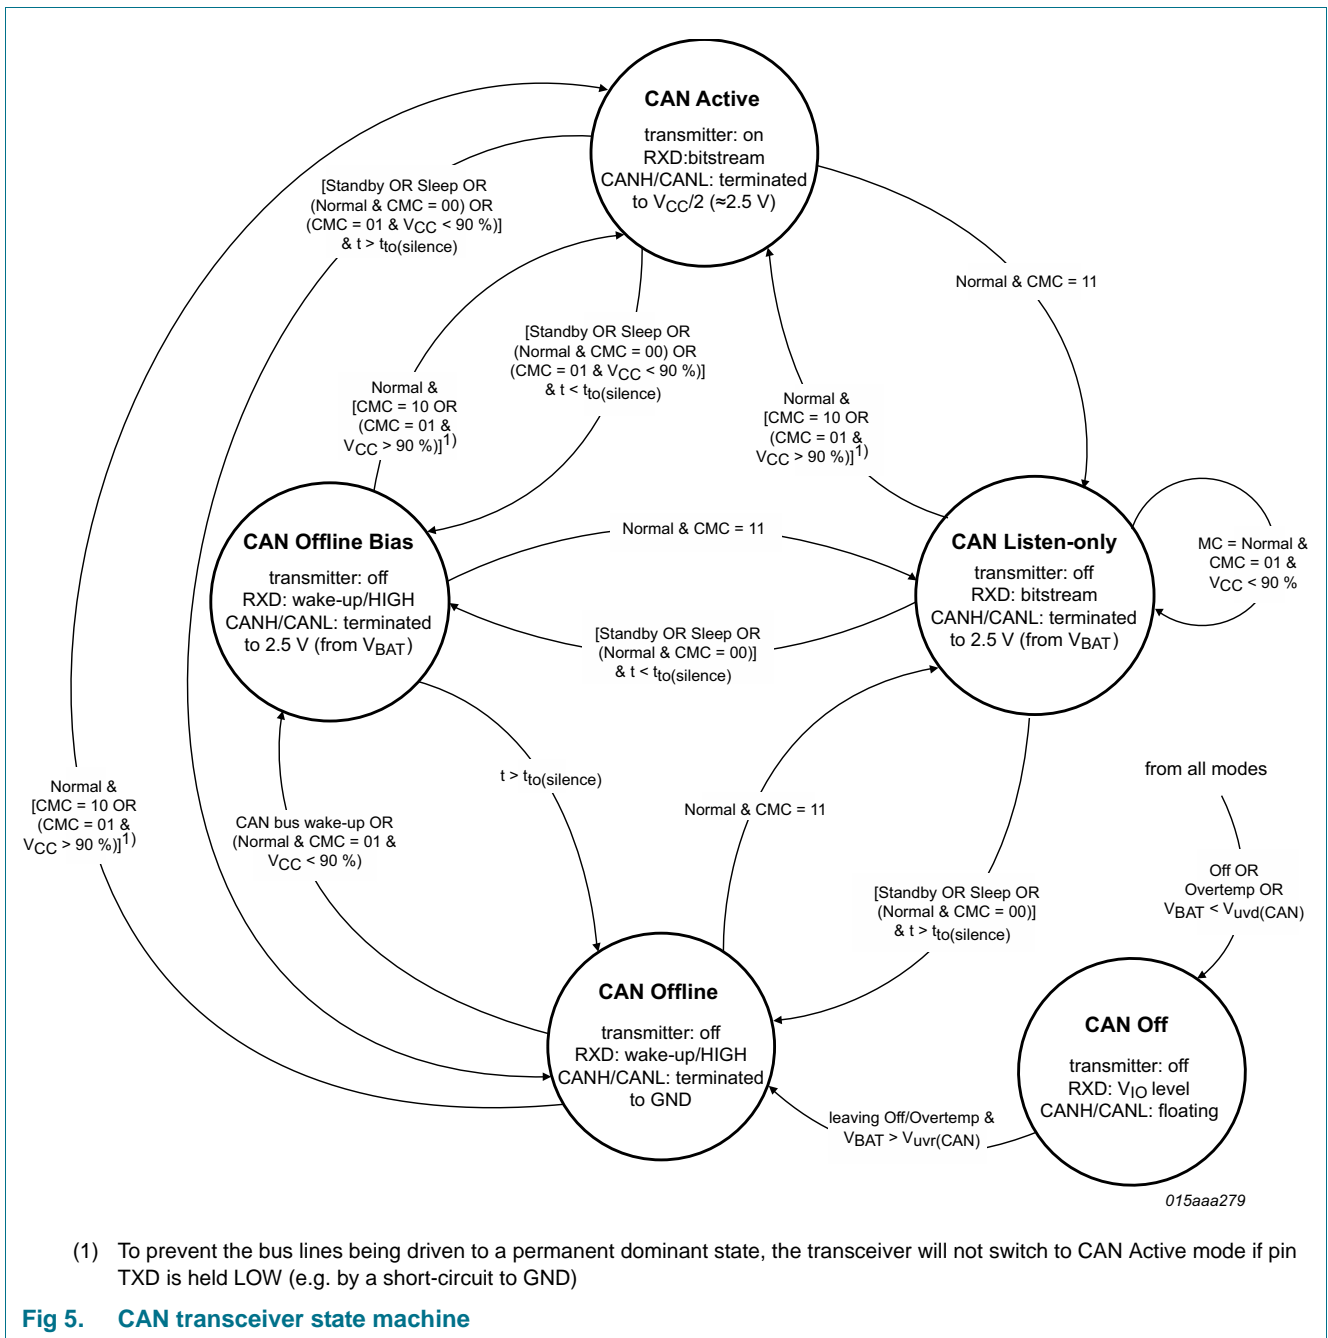 CAN Active
transmitter: on
RXD:bitstream
CANH/CANL: terminated
to VCC/2 (≈2.5 V)
[Standby OR Sleep OR
(Normal & CMC = 00) OR
(CMC = 01 & VCC < 90 %)]
& t > tto(silence)
Normal & CMC = 11
[Standby OR Sleep OR
(Normal & CMC = 00) OR
(CMC = 01 & VCC < 90 %)]
& t < tto(silence)
Normal &
[CMC = 10 OR
(CMC = 01 &
VCC > 90 %)]1)
Normal &
[CMC = 10 OR
(CMC = 01 &
VCC > 90 %)]1)
CAN Offline Bias
transmitter: off
RXD: wake-up/HIGH
CANH/CANL: terminated
to 2.5 V (from VBAT)
Normal & CMC = 11
CAN Listen-only
transmitter: off
RXD: bitstream
CANH/CANL: terminated
to 2.5 V (from VBAT)
MC = Normal &
CMC = 01 &
VCC < 90 %
[Standby OR Sleep OR
(Normal & CMC = 00)]
& t < tto(silence)
t > tto(silence)
from all modes
Normal &
[CMC = 10 OR
(CMC = 01 &
VCC > 90 %)]1)
CAN bus wake-up OR
(Normal & CMC = 01 &
VCC < 90 %)
Normal & CMC = 11
[Standby OR Sleep OR
(Normal & CMC = 00)]
& t > tto(silence)
Off OR
Overtemp OR
VBAT < Vuvd(CAN)
CAN Offline
transmitter: off
RXD: wake-up/HIGH
CANH/CANL: terminated
to GND
CAN Off
transmitter: off
RXD: VIO level
CANH/CANL: floating
leaving Off/Overtemp &
VBAT > Vuvr(CAN)
015aaa279
(1) To prevent the bus lines being driven to a permanent dominant state, the transceiver will not switch to CAN Active mode if pin
TXD is held LOW (e.g. by a short-circuit to GND)
Fig 5. CAN transceiver state machine